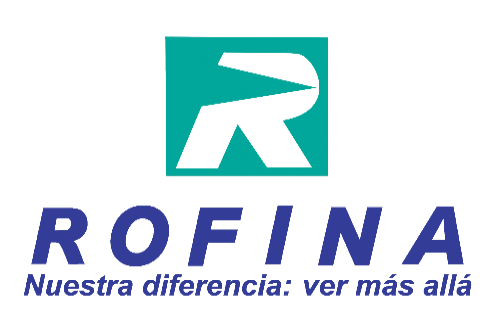 R
ROFINA
Nuestra diferencia: ver más allá